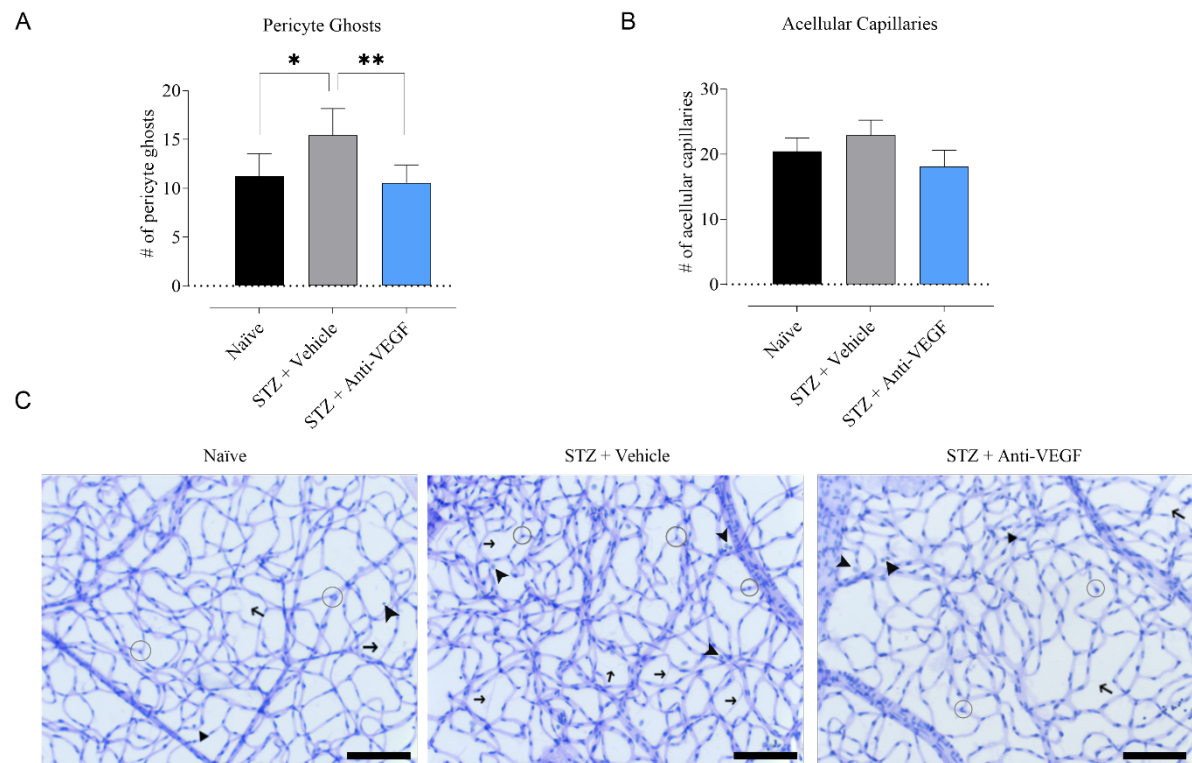 A
Pericyte Ghosts
*
**
# of pericyte ghosts
20
15
10
5
0
Naïve
STZ + Vehicle
STZ + Anti-VEGF
B
Acellular Capillaries
# of acellular capillaries
30
20
10
0
Naïve
STZ + Vehicle
STZ + Anti-VEGF
C
Naïve
STZ + Vehicle
STZ + Anti-VEGF